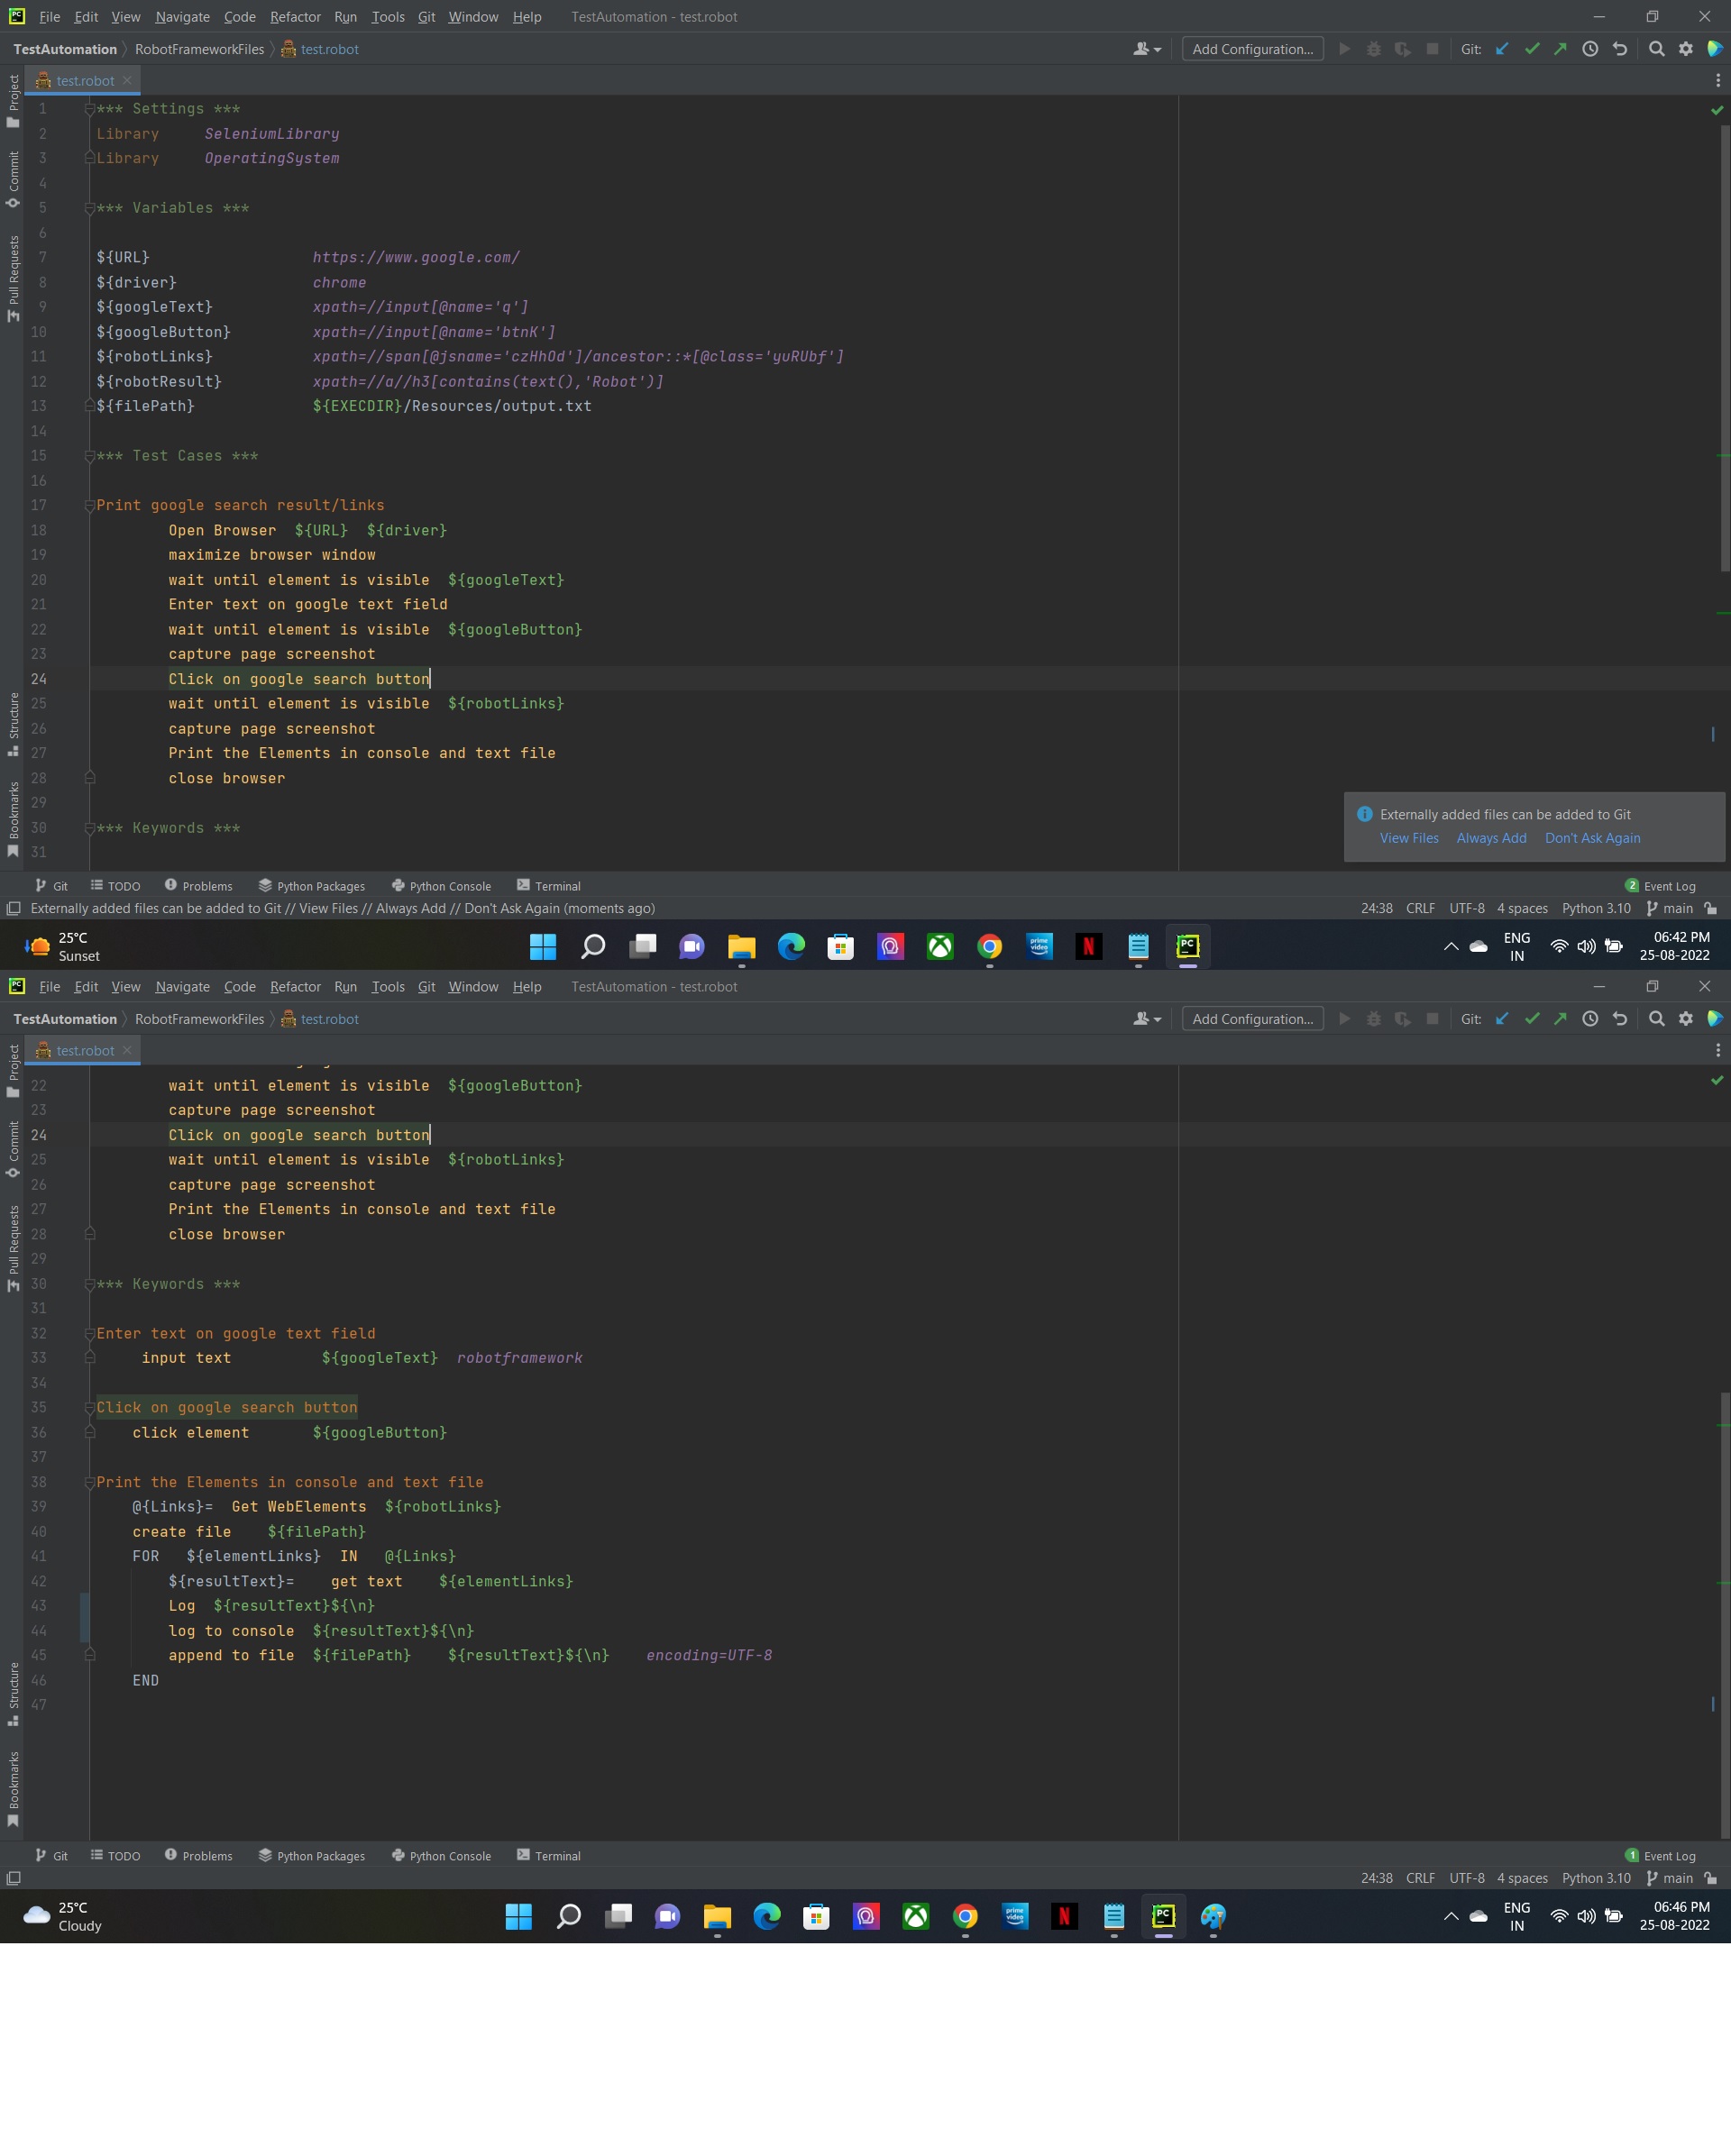 File Edit View Navigate Code Refactor Run Tools Git Window Help TestAutomation - test.robot
TestAutomation RobotFrameworkFiles test.robot Add Configuration... Git:
test.robot
Project
Commit
Pull Requests
Structure
Bookmarks
1 *** Settings ***
2 Library SeleniumLibrary
3 Library OperatingSystem
4
5 *** Variables ***
6
7 ${URL} https://www.google.com/
8 ${driver} chrome
9 ${googleText} xpath=//input[@name='q']
10 ${googleButton} xpath=//input[@name='btnK']
11 ${robotLinks} xpath=//span[@jsname='czHhOd']/ancestor::*[@class='yuRUbf']
12 ${robotResult} xpath=//a//h3[contains(text(),'Robot')]
13 ${filePath} ${EXECDIR}/Resources/output.txt
14
15 *** Test Cases ***
16
17 Print google search result/links
18 Open Browser ${URL} ${driver}
19 maximize browser window
20 wait until element is visible ${googleText}
21 Enter text on google text field
22 wait until element is visible ${googleButton}
23 capture page screenshot
24 Click on google search button
25 wait until element is visible ${robotLinks}
26 capture page screenshot
27 Print the Elements in console and text file
28 close browser
29
30 *** Keywords ***
31
Externally added files can be added to Git
View Files Always Add Don't Ask Again
Git TODO Problems Python Packages Python Console Terminal 2 Event Log
Externally added files can be added to Git // View Files // Always Add // Don't Ask Again (moments ago) 24:38 CRLF UTF-8 4 spaces Python 3.10 main
25°C
Sunset
prime video
N
PC
ENG
IN
06:42 PM
25-08-2022
File Edit View Navigate Code Refactor Run Tools Git Window Help TestAutomation - test.robot
TestAutomation RobotFrameworkFiles test.robot Add Configuration... Git:
test.robot
Project
Commit
Pull Requests
Structure
Bookmarks
22 wait until element is visible ${googleButton}
23 capture page screenshot
24 Click on google search button
25 wait until element is visible ${robotLinks}
26 capture page screenshot
27 Print the Elements in console and text file
28 close browser
29
30 *** Keywords ***
31
32 Enter text on google text field
33 input text ${googleText} robotframework
34
35 Click on google search button
36 click element ${googleButton}
37
38 Print the Elements in console and text file
39 @{Links}= Get WebElements ${robotLinks}
40 create file ${filePath}
41 FOR ${elementLinks} IN @{Links}
42 ${resultText}= get text ${elementLinks}
43 Log ${resultText}${\n}
44 log to console ${resultText}${\n}
45 append to file ${filePath} ${resultText}${\n} encoding=UTF-8
46 END
47
Git TODO Problems Python Packages Python Console Terminal 1 Event Log
24:38 CRLF UTF-8 4 spaces Python 3.10 main
25°C
Cloudy
prime video
N
PC
ENG
IN
06:46 PM
25-08-2022